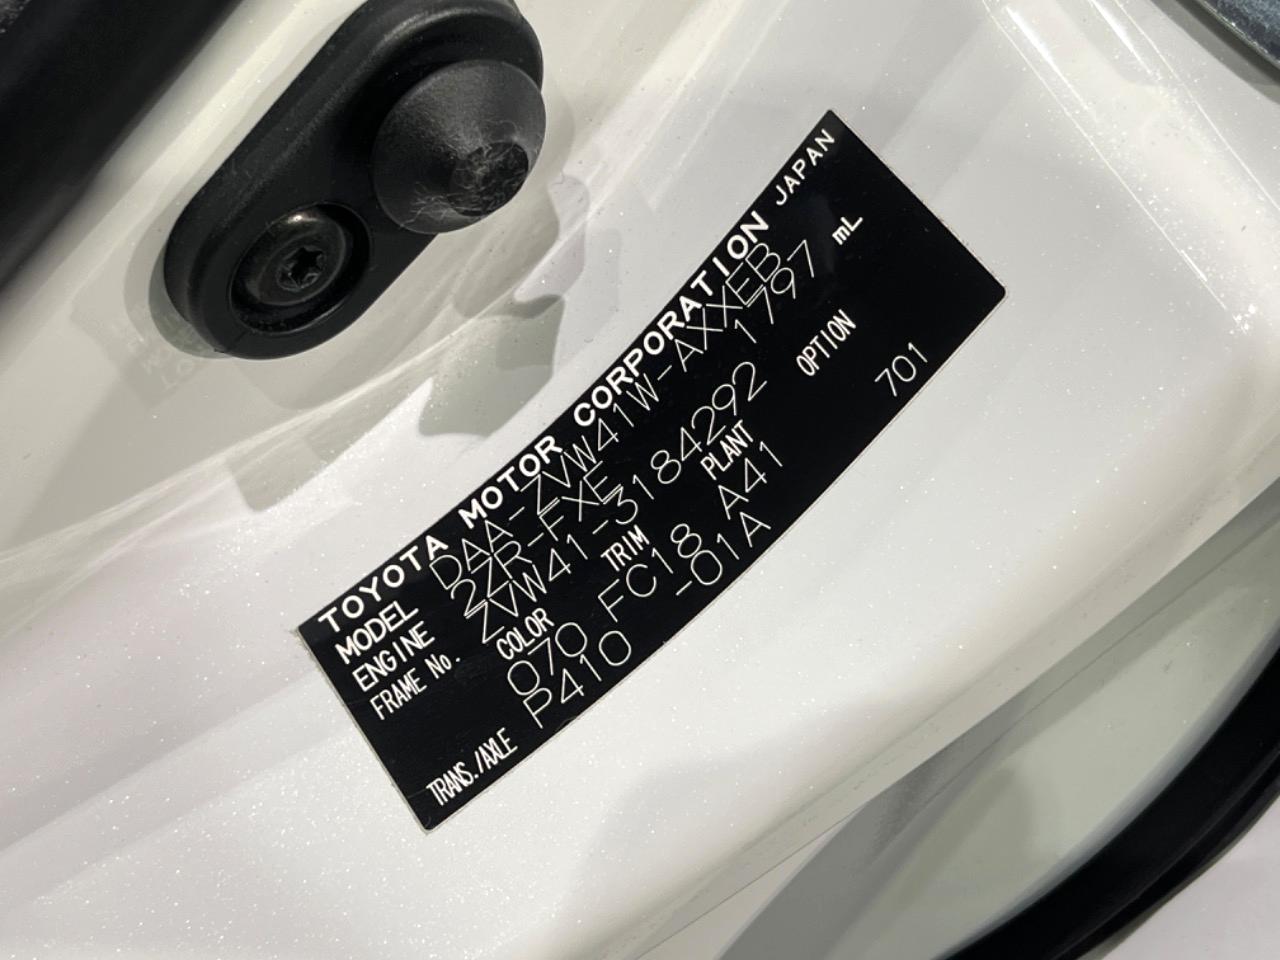 TOYOTA MOTOR CORPORATION JAPAN
MODEL DAA-ZVW41W-AXXEB
ENGINE 2ZR-FXE 1797 mL
FRAME No. ZVW41-3184292
COLOR TRIM PLANT OPTION
070 FC18 A41 701
TRANS./AXLE P410 -01A